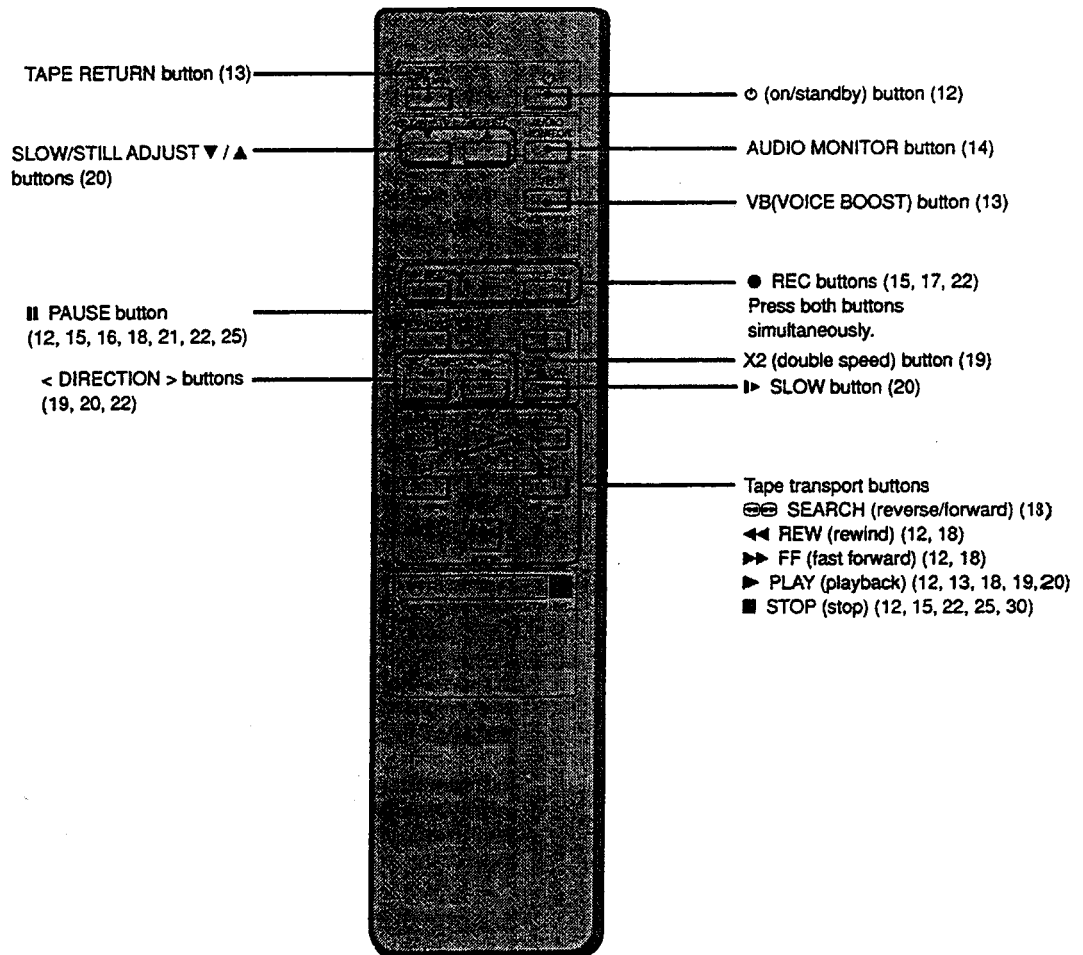 TAPE RETURN button (13)
SLOW/STILL ADJUST ▼ / ▲
buttons (20)
❚❚ PAUSE button
(12, 15, 16, 18, 21, 22, 25)
< DIRECTION > buttons
(19, 20, 22)
⏻ (on/standby) button (12)
AUDIO MONITOR button (14)
VB(VOICE BOOST) button (13)
● REC buttons (15, 17, 22)
Press both buttons
simultaneously.
X2 (double speed) button (19)
❙▶ SLOW button (20)
Tape transport buttons
SEARCH (reverse/forward) (18)
◀◀ REW (rewind) (12, 18)
▶▶ FF (fast forward) (12, 18)
▶ PLAY (playback) (12, 13, 18, 19, 20)
■ STOP (stop) (12, 15, 22, 25, 30)